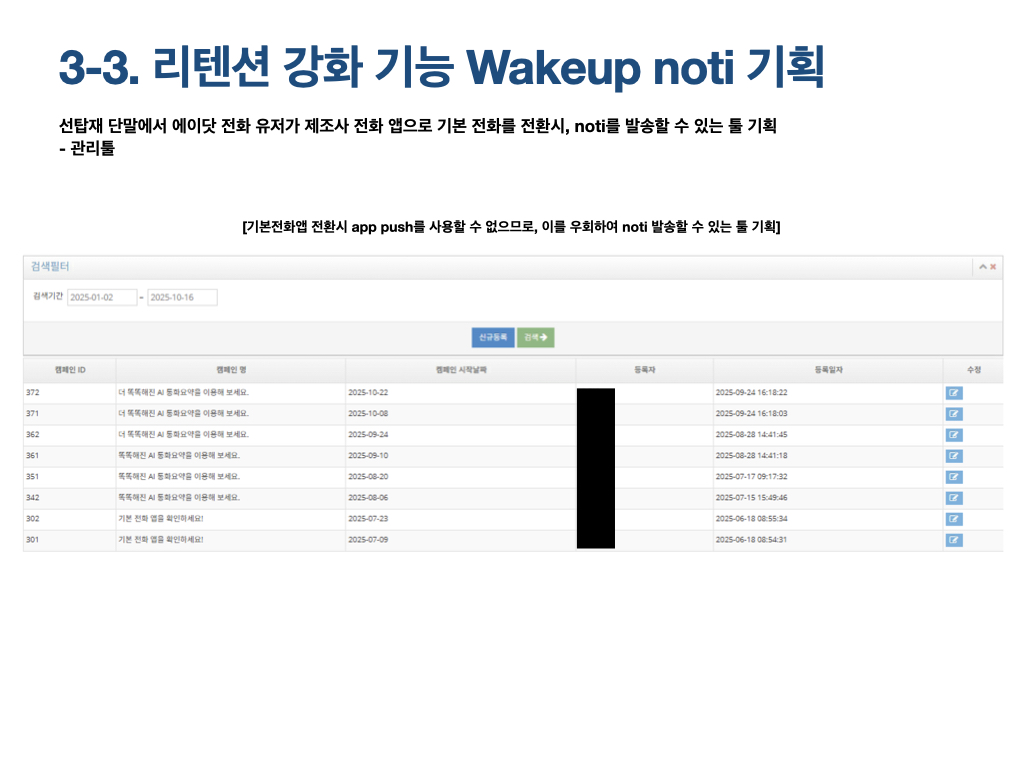 3-3. 리텐션 강화 기능 Wakeup noti 기획
선탑재 단말에서 에이닷 전화 유저가 제조사 전화 앱으로 기본 전화를 전환시, noti를 발송할 수 있는 툴 기획
- 관리툴
[기본전화앱 전환시 app push를 사용할 수 없으므로, 이를 우회하여 noti 발송할 수 있는 툴 기획]
검색필터
검색기간 2025-01-02 - 2025-10-16
신규등록 검색
캠페인 ID 캠페인 명 캠페인 시작날짜 등록자 등록일자 수정
372 더 똑똑해진 AI 통화요약을 이용해 보세요. 2025-10-22 2025-09-24 16:18:22
371 더 똑똑해진 AI 통화요약을 이용해 보세요. 2025-10-08 2025-09-24 16:18:03
362 더 똑똑해진 AI 통화요약을 이용해 보세요. 2025-09-24 2025-08-28 14:41:45
361 똑똑해진 AI 통화요약을 이용해 보세요. 2025-09-10 2025-08-28 14:41:18
351 똑똑해진 AI 통화요약을 이용해 보세요. 2025-08-20 2025-07-17 09:17:32
342 똑똑해진 AI 통화요약을 이용해 보세요. 2025-08-06 2025-07-15 15:49:46
302 기본 전화 앱을 확인하세요! 2025-07-23 2025-06-18 08:55:34
301 기본 전화 앱을 확인하세요! 2025-07-09 2025-06-18 08:54:31